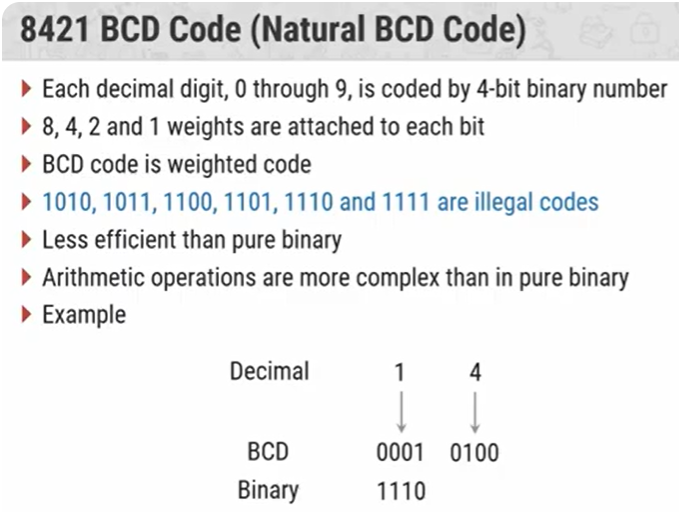 8421 BCD Code (Natural BCD Code)
Each decimal digit, 0 through 9, is coded by 4-bit binary number
8, 4, 2 and 1 weights are attached to each bit
BCD code is weighted code
1010, 1011, 1100, 1101, 1110 and 1111 are illegal codes
Less efficient than pure binary
Arithmetic operations are more complex than in pure binary
Example
Decimal 1 4
BCD 0001 0100
Binary 1110